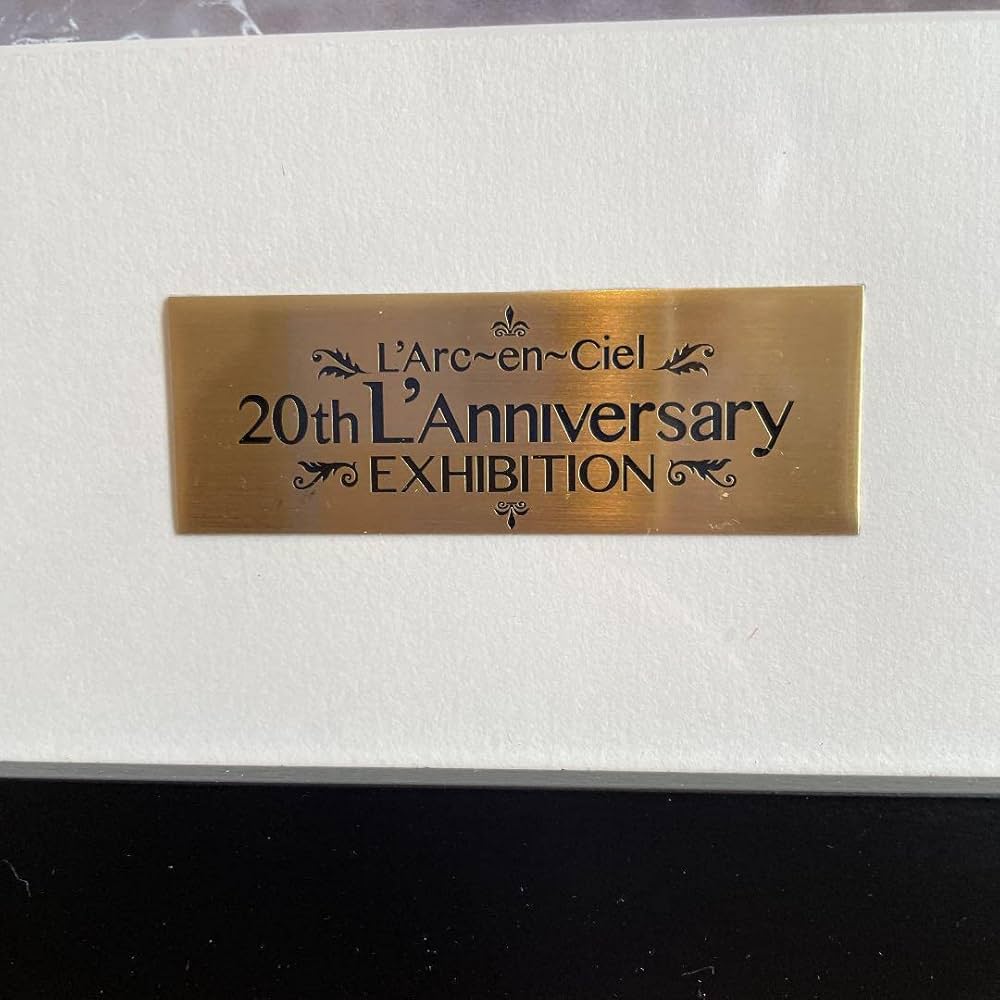 L'Arc~en~Ciel
20th L'Anniversary
EXHIBITION